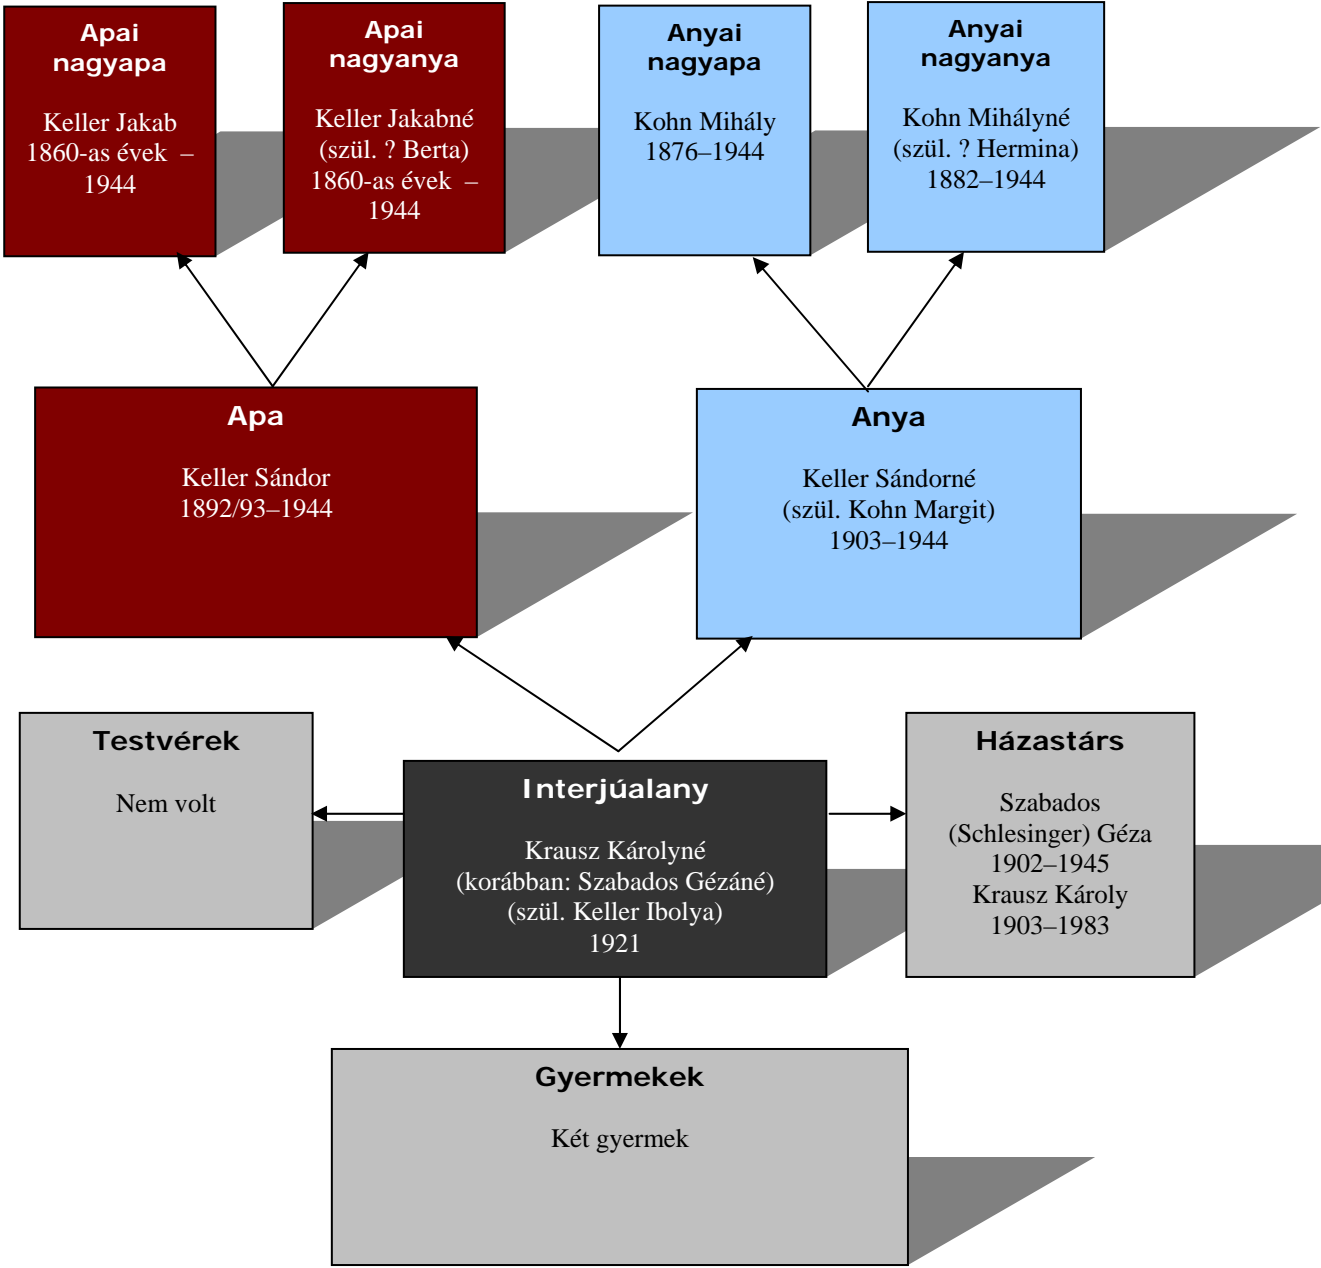 Apai
nagyapa
Keller Jakab
1860-as évek –
1944
Apai
nagyanya
Keller Jakabné
(szül. ? Berta)
1860-as évek –
1944
Anyai
nagyapa
Kohn Mihály
1876–1944
Anyai
nagyanya
Kohn Mihályné
(szül. ? Hermina)
1882–1944
Apa
Keller Sándor
1892/93–1944
Anya
Keller Sándorné
(szül. Kohn Margit)
1903–1944
Testvérek
Nem volt
Interjúalany
Krausz Károlyné
(korábban: Szabados Gézáné)
(szül. Keller Ibolya)
1921
Házastárs
Szabados
(Schlesinger) Géza
1902–1945
Krausz Károly
1903–1983
Gyermekek
Két gyermek